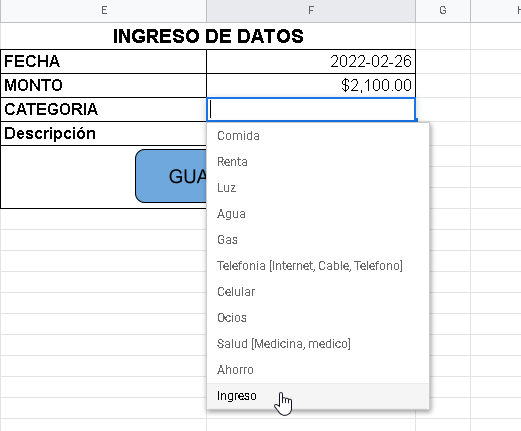 E F G
INGRESO DE DATOS
FECHA 2022-02-26
MONTO $2,100.00
CATEGORIA
Descripción
Comida
GUA
Renta
Luz
Agua
Gas
Telefonia [Internet, Cable, Telefono]
Celular
Ocios
Salud [Medicina, medico]
Ahorro
Ingreso